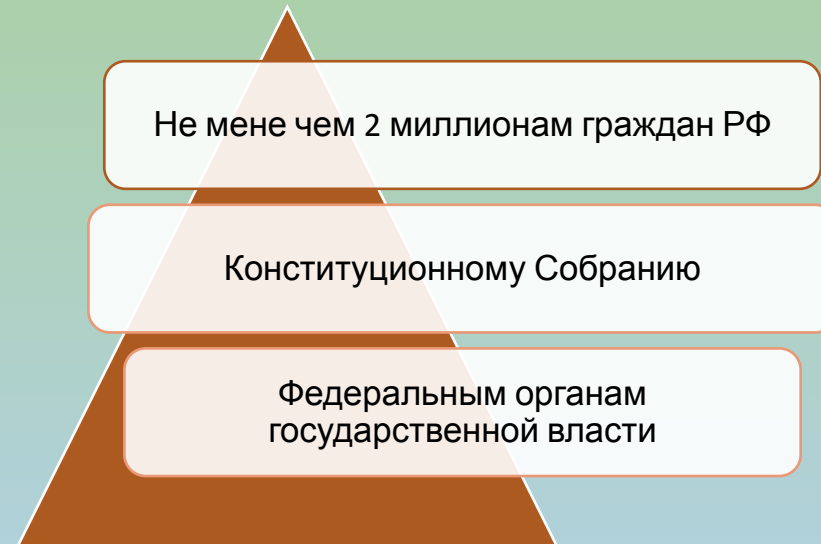 Не мене чем 2 миллионам граждан РФ
Конституционному Собранию
Федеральным органам
государственной власти